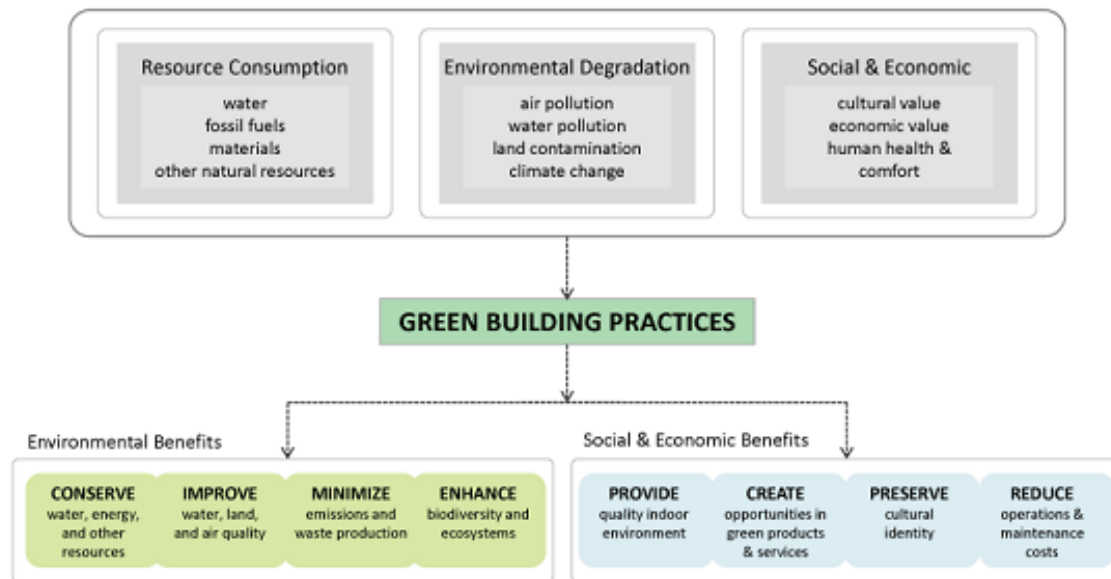 Resource Consumption
water
fossil fuels
materials
other natural resources
Environmental Degradation
air pollution
water pollution
land contamination
climate change
Social & Economic
cultural value
economic value
human health &
comfort
GREEN BUILDING PRACTICES
Environmental Benefits
CONSERVE
water, energy,
and other
resources
IMPROVE
water, land,
and air quality
MINIMIZE
emissions and
waste production
ENHANCE
biodiversity and
ecosystems
Social & Economic Benefits
PROVIDE
quality indoor
environment
CREATE
opportunities in
green products
& services
PRESERVE
cultural
identity
REDUCE
operations &
maintenance
costs